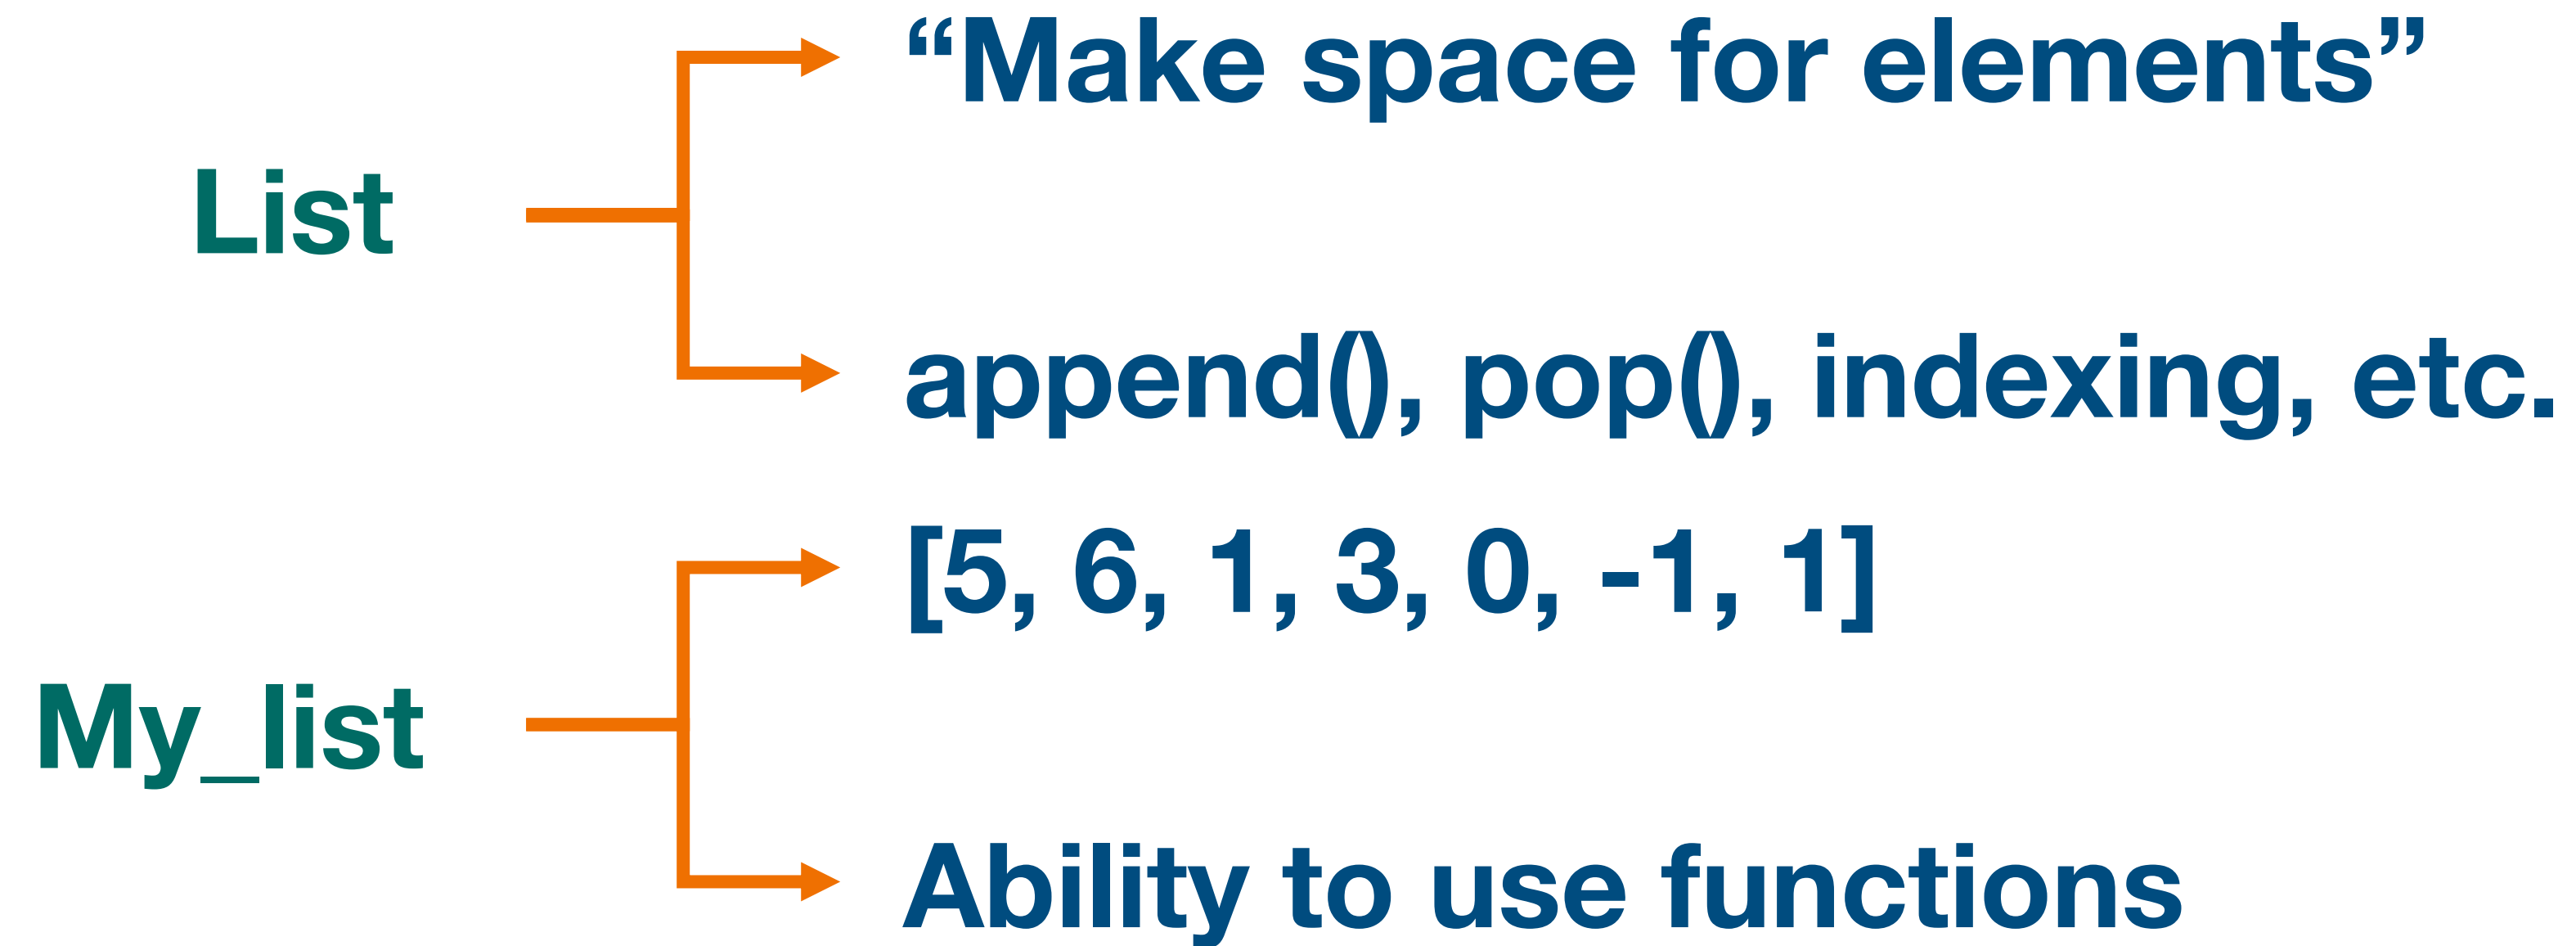 “Make space for elements”
List
append(), pop(), indexing, etc.
[5, 6, 1, 3, 0, -1, 1]
My_list
Ability to use functions